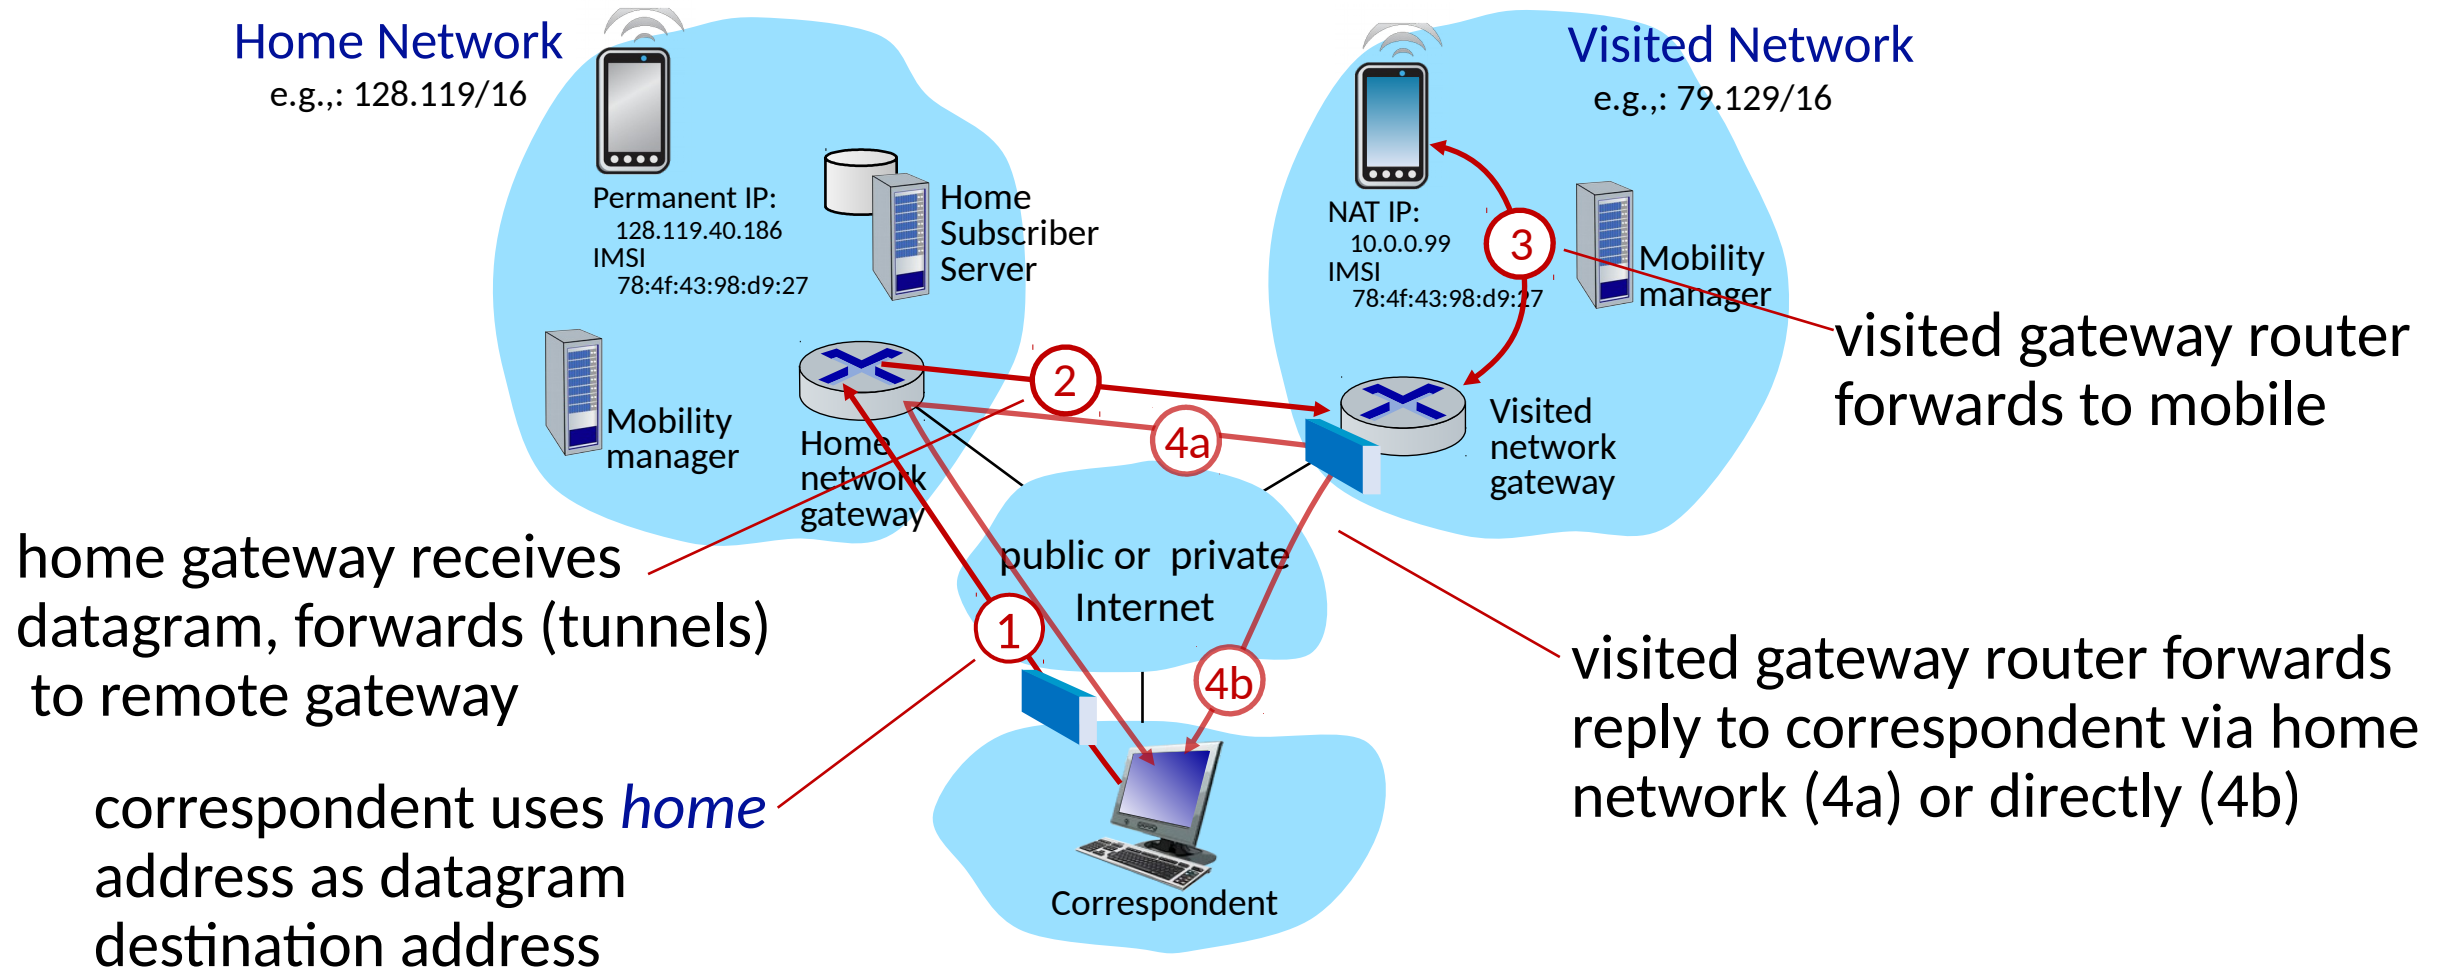 Home Network
e.g.,: 128.119/16
Visited Network
e.g.,: 79.129/16
Permanent IP:
128.119.40.186
IMSI
78:4f:43:98:d9:27
Home
Subscriber
Server
NAT IP:
10.0.0.99
IMSI
78:4f:43:98:d9:27
3
Mobility
manager
visited gateway router
forwards to mobile
Mobility
manager
Home
network
gateway
2
4a
Visited
network
gateway
home gateway receives
datagram, forwards (tunnels)
to remote gateway
public or private
Internet
1
4b
visited gateway router forwards
reply to correspondent via home
network (4a) or directly (4b)
correspondent uses home
address as datagram
destination address
Correspondent